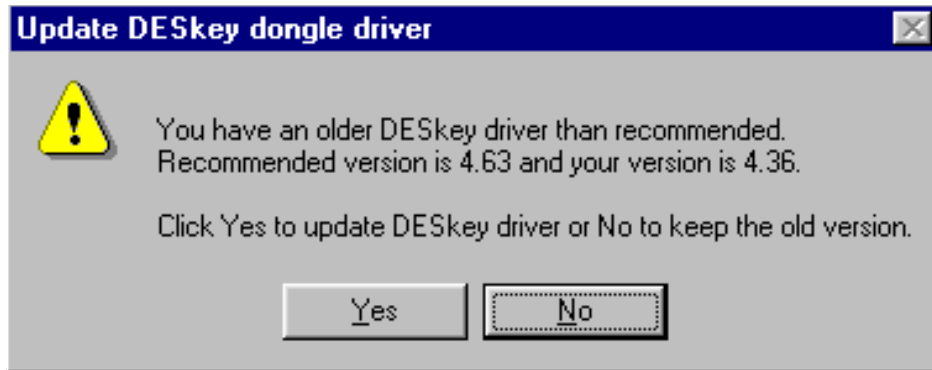 Update DESkey dongle driver
You have an older DESkey driver than recommended.
Recommended version is 4.63 and your version is 4.36.
Click Yes to update DESkey driver or No to keep the old version.
Yes
No